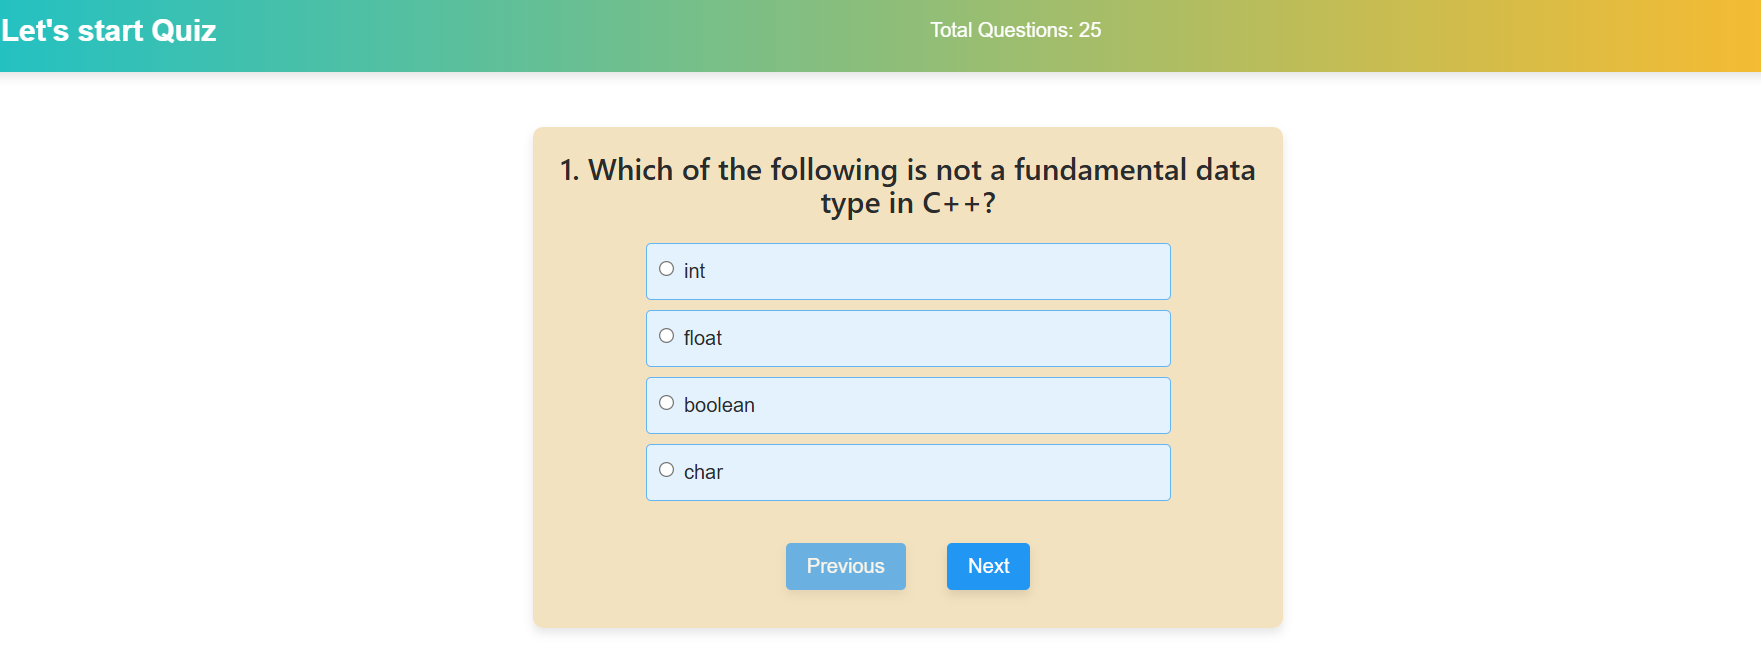 Let's start Quiz
Total Questions: 25
1. Which of the following is not a fundamental data
type in C++?
int
float
boolean
char
Previous
Next